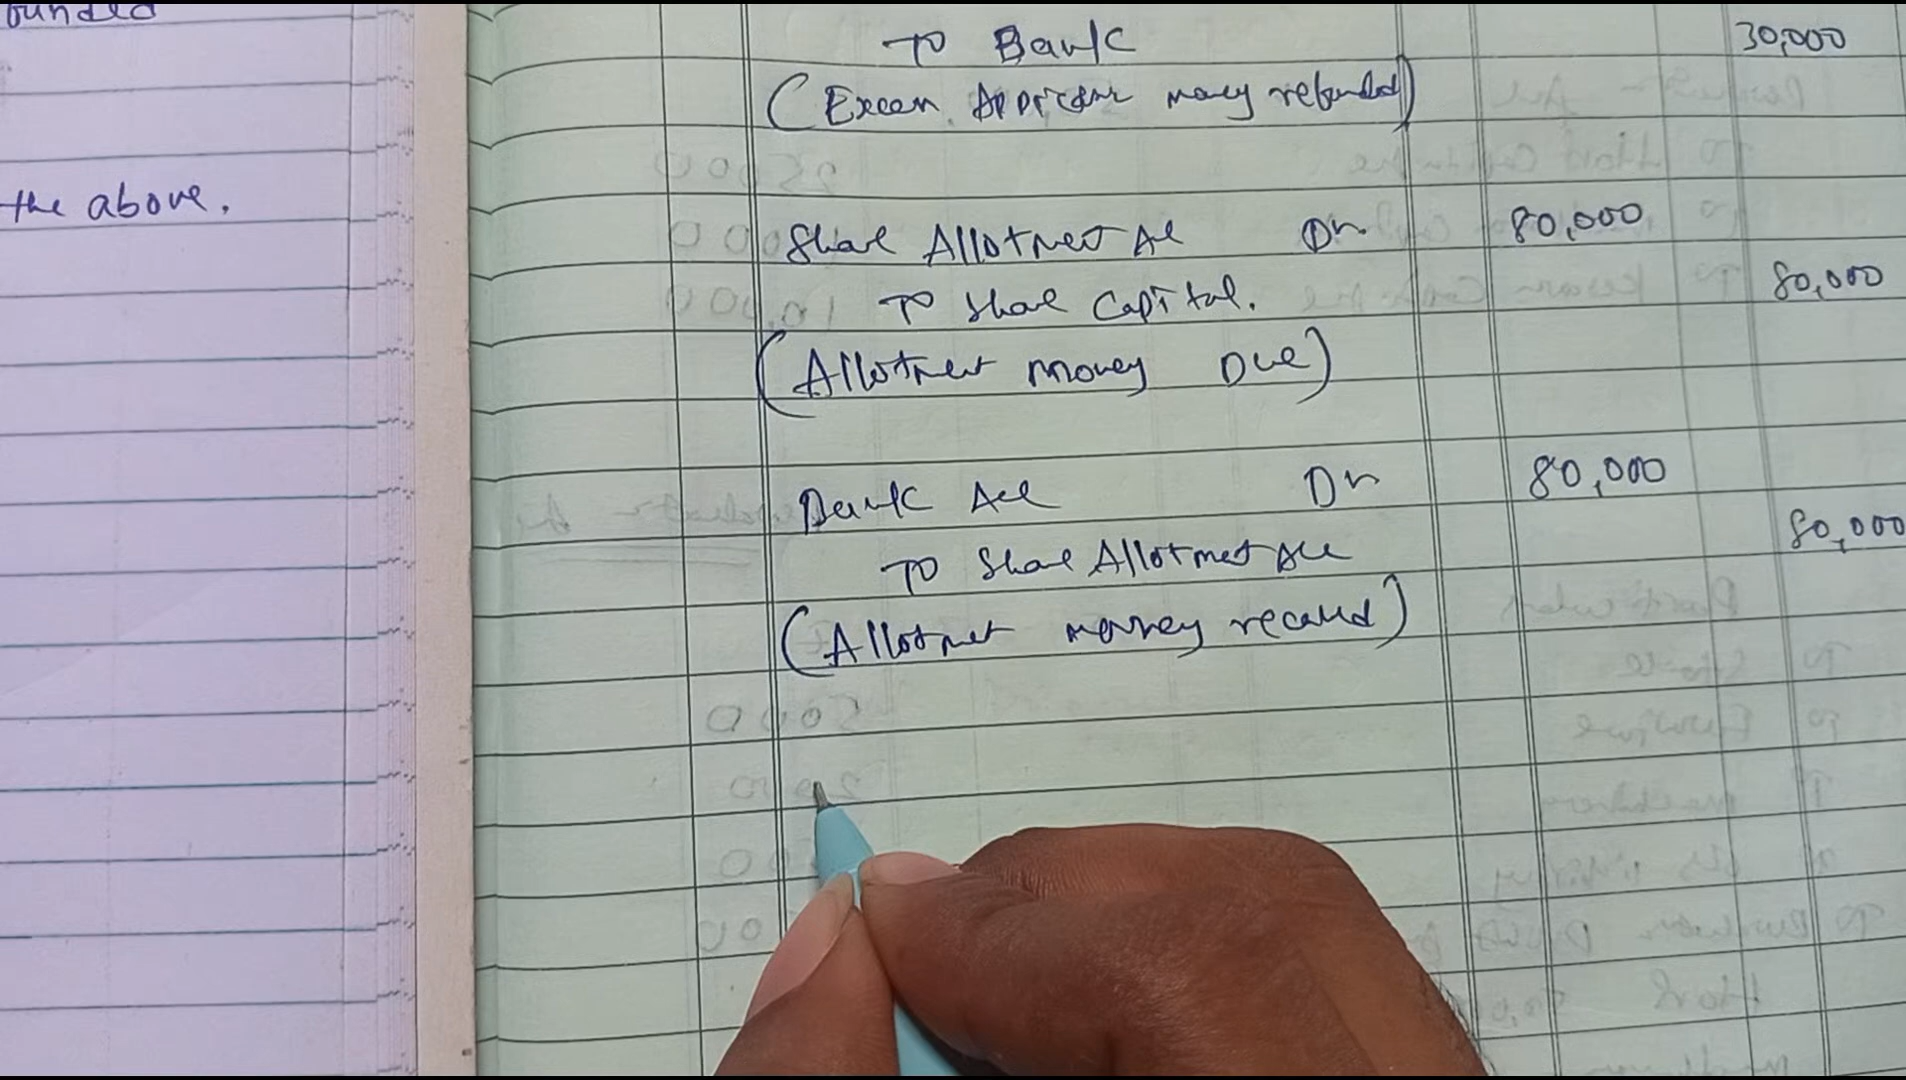 ounded
the above.
To Bank 30,000
(Excess Application money refunded)
Share Allotment A/c Dr 80,000
To Share Capital. 80,000
(Allotment money Due)
Bank A/c Dr 80,000
To Share Allotment A/c 80,000
(Allotment money received)